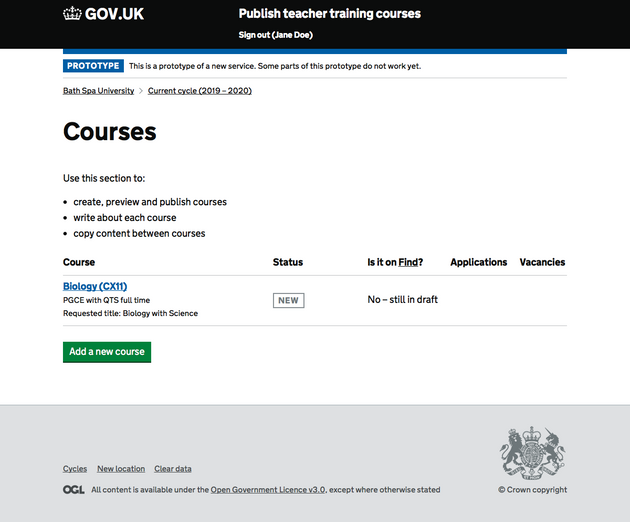 GOV.UK
Publish teacher training courses
Sign out (Jane Doe)
PROTOTYPE This is a prototype of a new service. Some parts of this prototype do not work yet.
Bath Spa University > Current cycle (2019 – 2020)
Courses
Use this section to:
• create, preview and publish courses
• write about each course
• copy content between courses
Course Status Is it on Find? Applications Vacancies
Biology (CX11)
PGCE with QTS full time
Requested title: Biology with Science
NEW
No – still in draft
Add a new course
Cycles New location Clear data
OGL All content is available under the Open Government Licence v3.0, except where otherwise stated
© Crown copyright